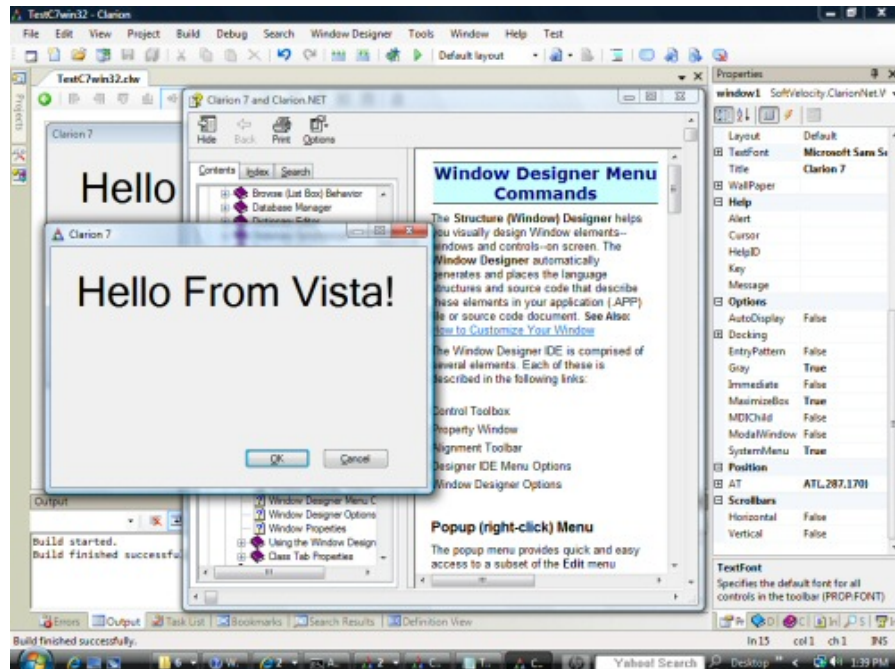 TestC7win32 - Clarion
File Edit View Project Build Debug Search Window Designer Tools Window Help Test
Default layout
TestC7win32.clw
Projects
Clarion 7
Hello
Clarion 7 and Clarion.NET
Hide Back Print Options
Contents Index Search
Browse (List Box) Behavior
Database Manager
Dictionary Editor
Window Designer Menu Commands
The Structure (Window) Designer helps
you visually design Window elements--
windows and controls--on screen. The
Window Designer automatically
generates and places the language
structures and source code that describe
these elements in your application (.APP)
file or source code document. See Also:
How to Customize Your Window
The Window Designer IDE is comprised of
several elements. Each of these is
described in the following links:
Control Toolbox
Property Window
Alignment Toolbar
Designer IDE Menu Options
Window Designer Options
Popup (right-click) Menu
The popup menu provides quick and easy
access to a subset of the Edit menu
Clarion 7
Hello From Vista!
OK Cancel
Window Designer Menu C
Window Designer Options
Window Properties
Using the Window Design
Class Tab Properties
Output
Build started.
Build finished successfu
Properties
window1 SoftVelocity.ClarionNet.V
Layout Default
TextFont Microsoft Sans Se
Title Clarion 7
WallPaper
Help
Alert
Cursor
HelpID
Key
Message
Options
AutoDisplay False
Docking
EntryPattern False
Gray True
Immediate False
MaximizeBox True
MDIChild False
ModalWindow False
SystemMenu True
Position
AT AT(,,287,170)
Scrollbars
Horizontal False
Vertical False
TextFont
Specifies the default font for all
controls in the toolbar (PROP:FONT)
Errors Output Task List Bookmarks Search Results Definition View
Build finished successfully.
ln 15 col 1 ch 1 INS
Yahoo! Search Desktop 1:39 PM